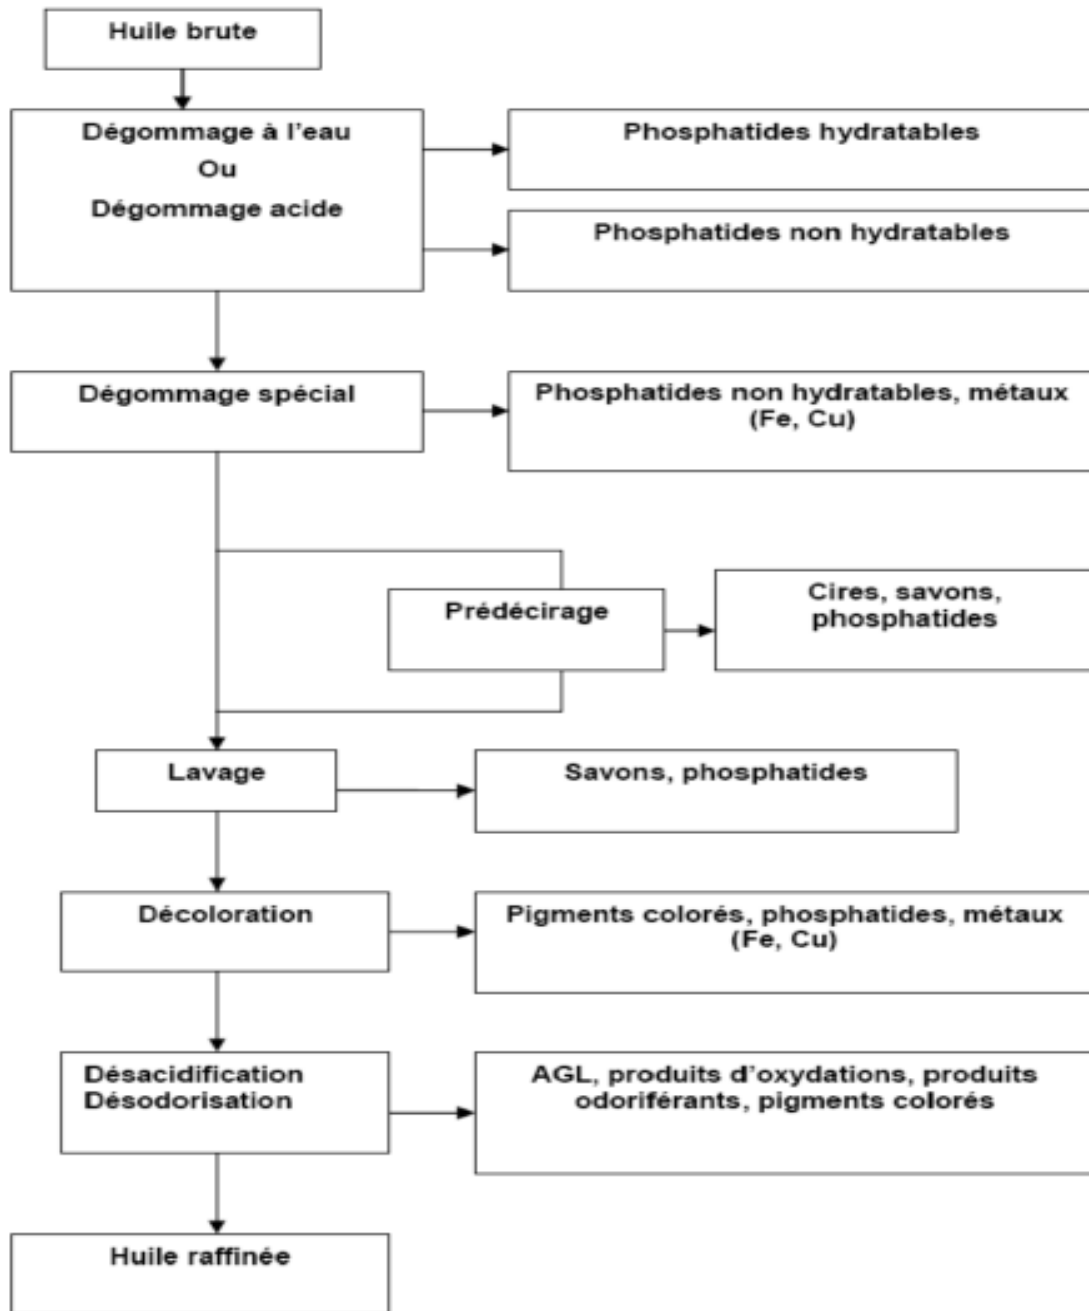 Huile brute
Dégommage à l'eau
Ou
Dégommage acide
Phosphatides hydratables
Phosphatides non hydratables
Dégommage spécial
Phosphatides non hydratables, métaux
(Fe, Cu)
Prédécirage
Cires, savons,
phosphatides
Lavage
Savons, phosphatides
Décoloration
Pigments colorés, phosphatides, métaux
(Fe, Cu)
Désacidification
Désodorisation
AGL, produits d'oxydations, produits
odoriférants, pigments colorés
Huile raffinée